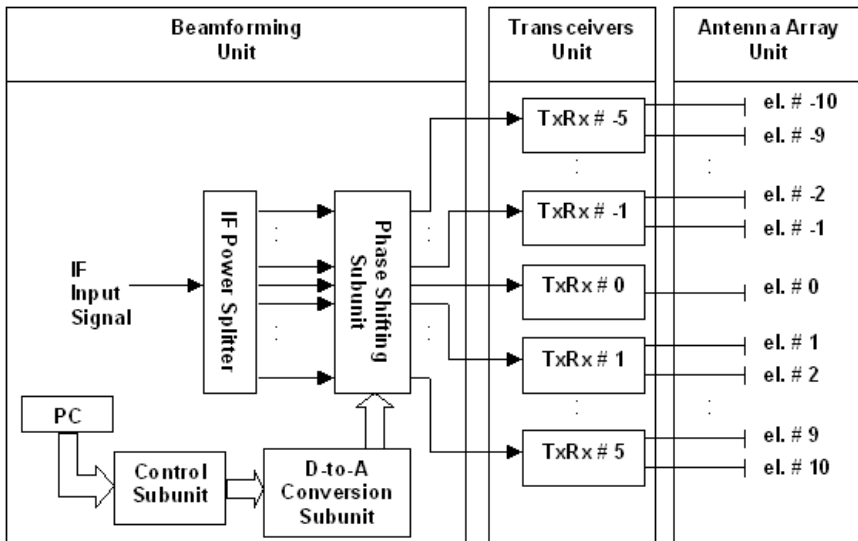 Beamforming
Unit
Transceivers
Unit
Antenna Array
Unit
IF
Input
Signal
IF Power Splitter
Phase Shifting
Subunit
PC
Control
Subunit
D-to-A
Conversion
Subunit
TxRx # -5
TxRx # -1
TxRx # 0
TxRx # 1
TxRx # 5
el. # -10
el. # -9
el. # -2
el. # -1
el. # 0
el. # 1
el. # 2
el. # 9
el. # 10